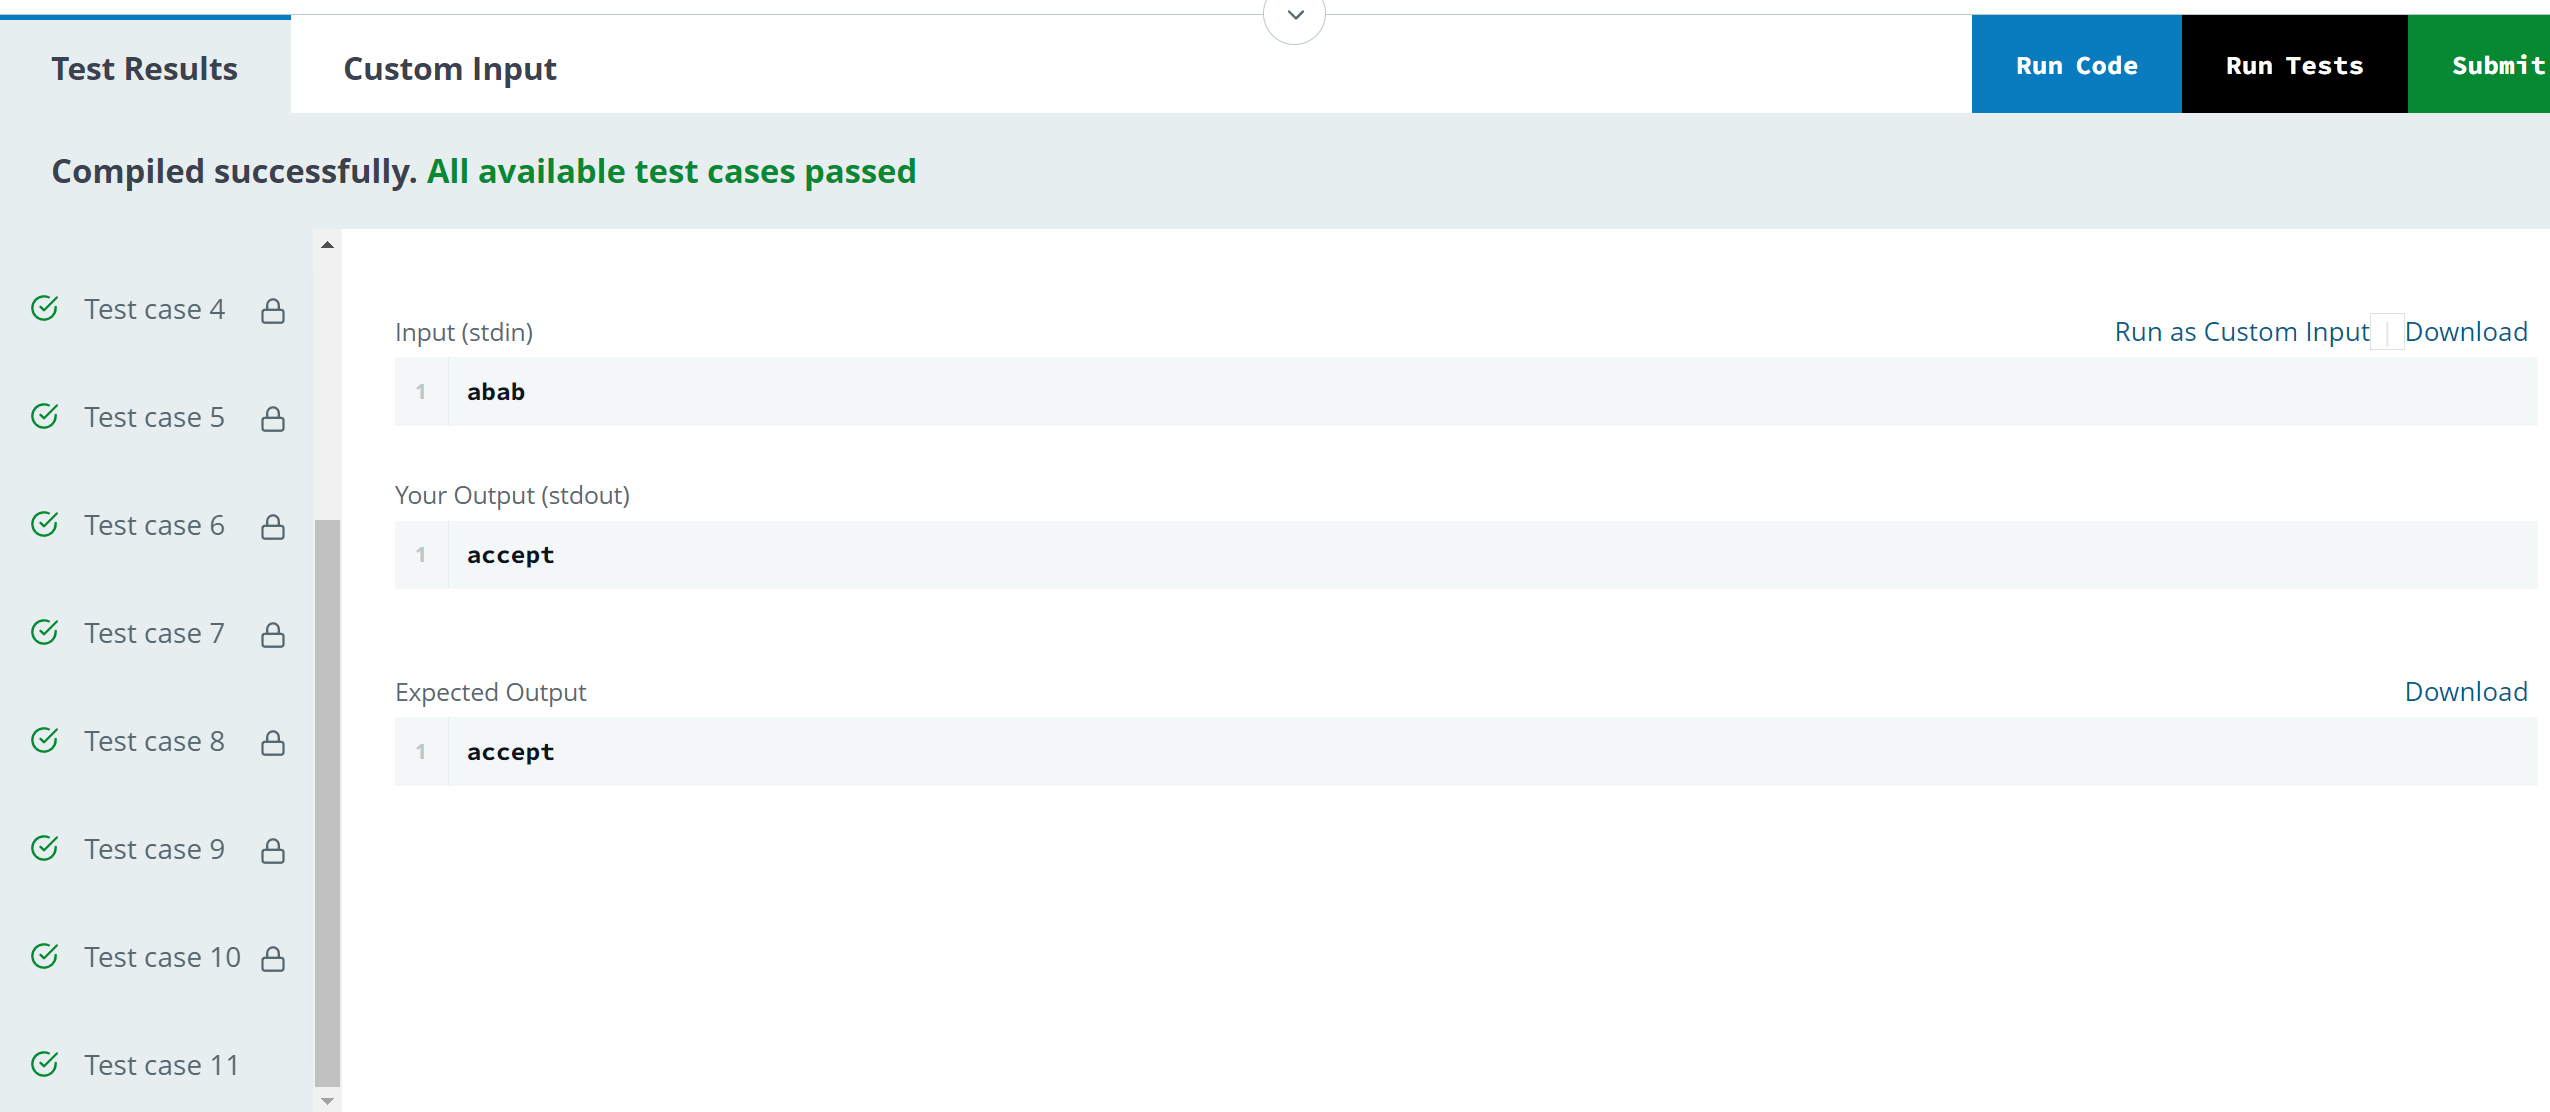 Test Results
Custom Input
Run Code
Run Tests
Submit
Compiled successfully. All available test cases passed
Test case 4
Test case 5
Test case 6
Test case 7
Test case 8
Test case 9
Test case 10
Test case 11
Input (stdin)
Run as Custom Input | Download
1 abab
Your Output (stdout)
1 accept
Expected Output
Download
1 accept